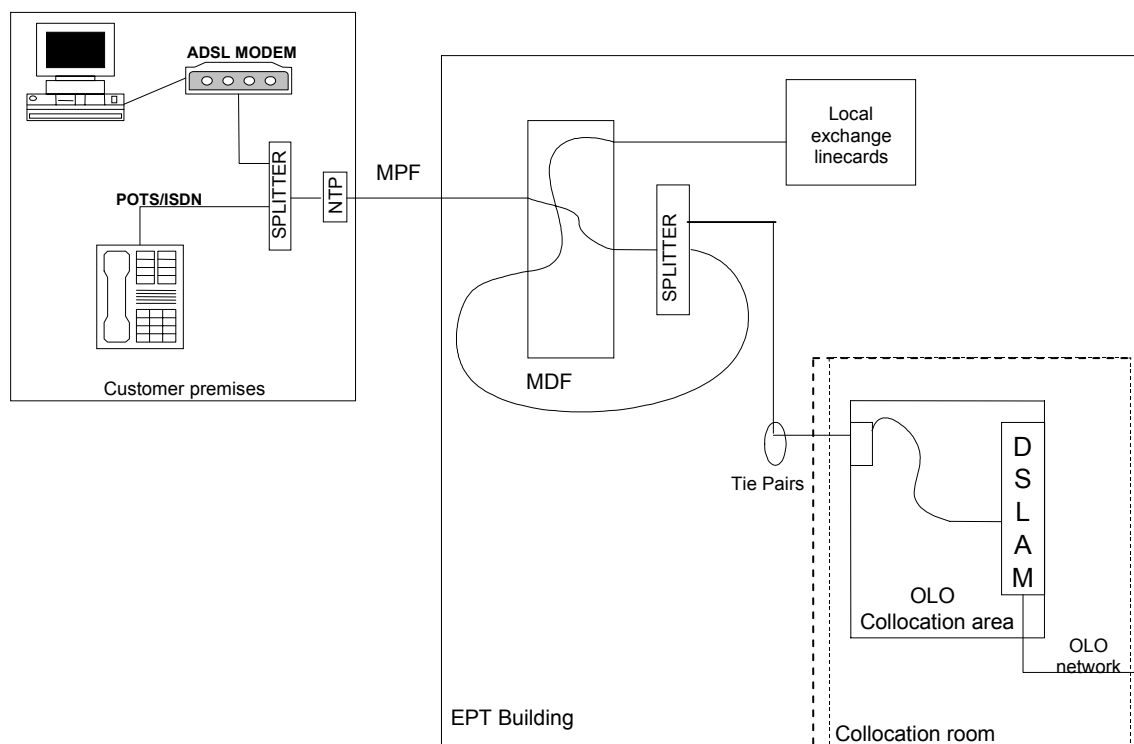 ADSL MODEM
POTS/ISDN
SPLITTER
NTP
Customer premises
MPF
MDF
SPLITTER
Local
exchange
linecards
Tie Pairs
D
S
L
A
M
OLO
Collocation area
OLO
network
EPT Building
Collocation room